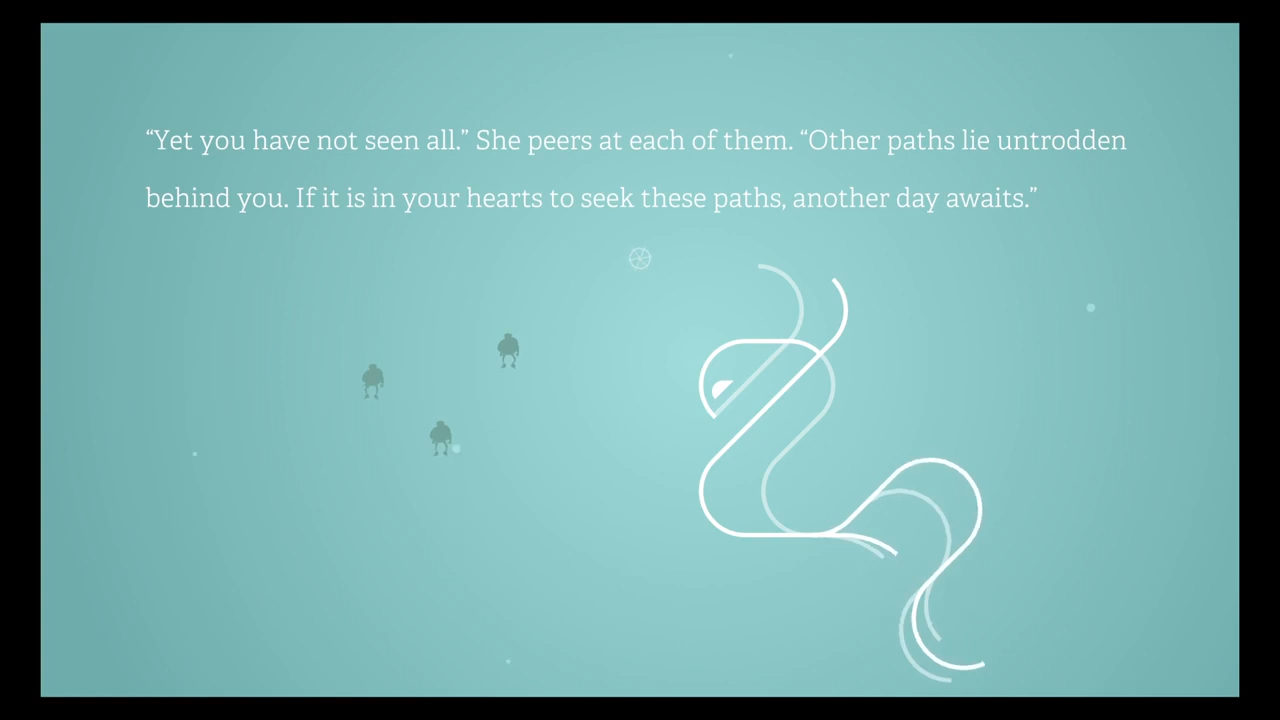 “Yet you have not seen all.” She peers at each of them. “Other paths lie untrodden
behind you. If it is in your hearts to seek these paths, another day awaits.”